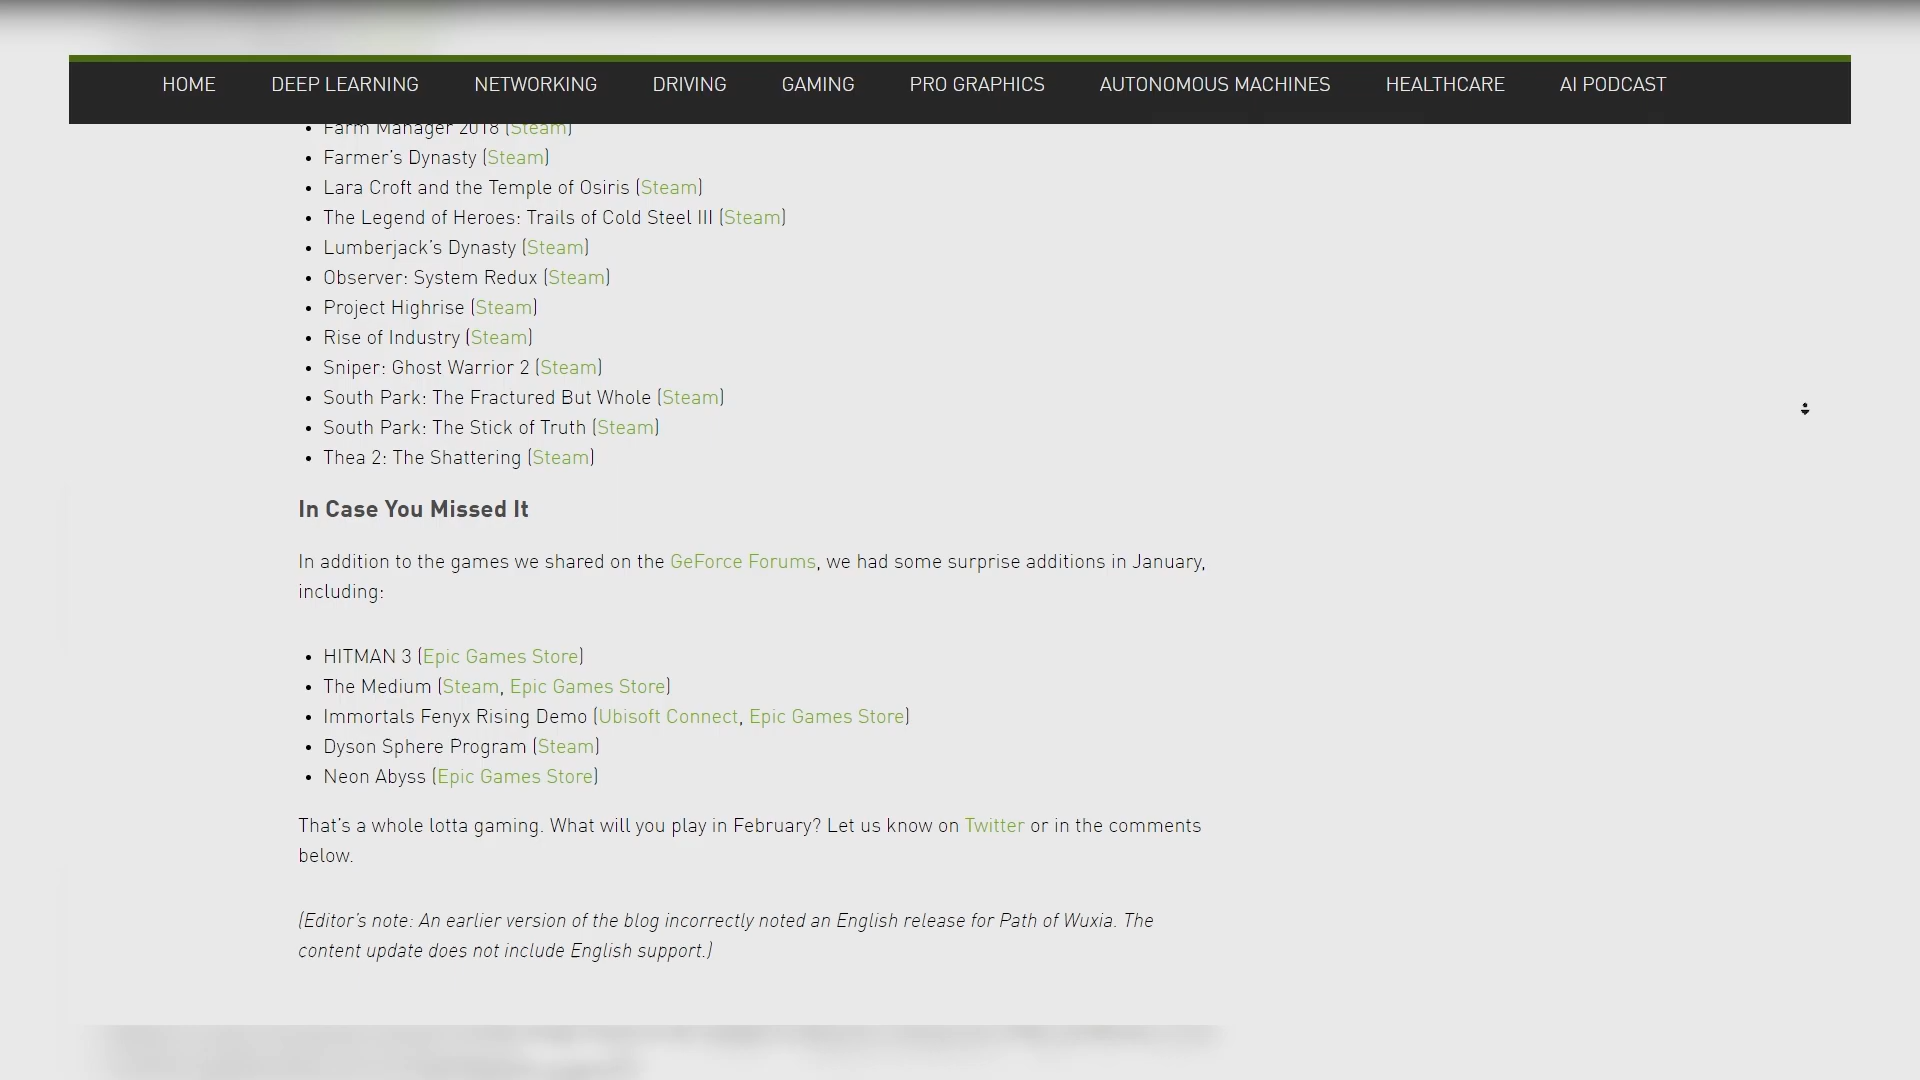 HOME DEEP LEARNING NETWORKING DRIVING GAMING PRO GRAPHICS AUTONOMOUS MACHINES HEALTHCARE AI PODCAST
• Farm Manager 2018 (Steam)
• Farmer's Dynasty (Steam)
• Lara Croft and the Temple of Osiris (Steam)
• The Legend of Heroes: Trails of Cold Steel III (Steam)
• Lumberjack's Dynasty (Steam)
• Observer: System Redux (Steam)
• Project Highrise (Steam)
• Rise of Industry (Steam)
• Sniper: Ghost Warrior 2 (Steam)
• South Park: The Fractured But Whole (Steam)
• South Park: The Stick of Truth (Steam)
• Thea 2: The Shattering (Steam)
In Case You Missed It
In addition to the games we shared on the GeForce Forums, we had some surprise additions in January,
including:
• HITMAN 3 (Epic Games Store)
• The Medium (Steam, Epic Games Store)
• Immortals Fenyx Rising Demo (Ubisoft Connect, Epic Games Store)
• Dyson Sphere Program (Steam)
• Neon Abyss (Epic Games Store)
That's a whole lotta gaming. What will you play in February? Let us know on Twitter or in the comments
below.
(Editor's note: An earlier version of the blog incorrectly noted an English release for Path of Wuxia. The
content update does not include English support.)